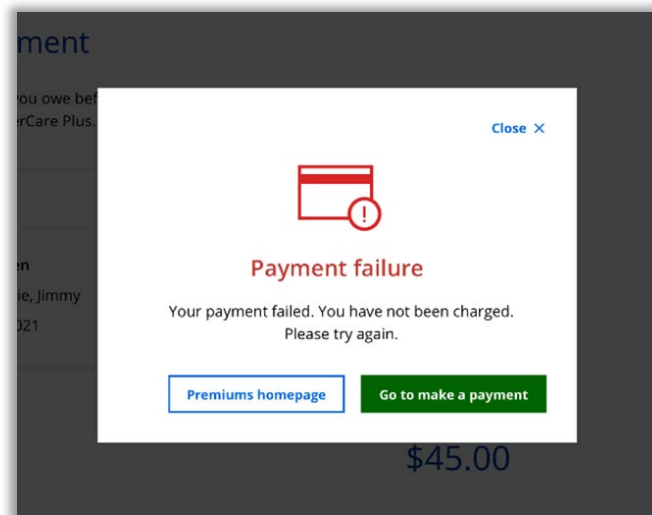 ment
you owe bef
erCare Plus.
Close ×
Payment failure
Your payment failed. You have not been charged.
Please try again.
en
ie, Jimmy
021
Premiums homepage
Go to make a payment
$45.00